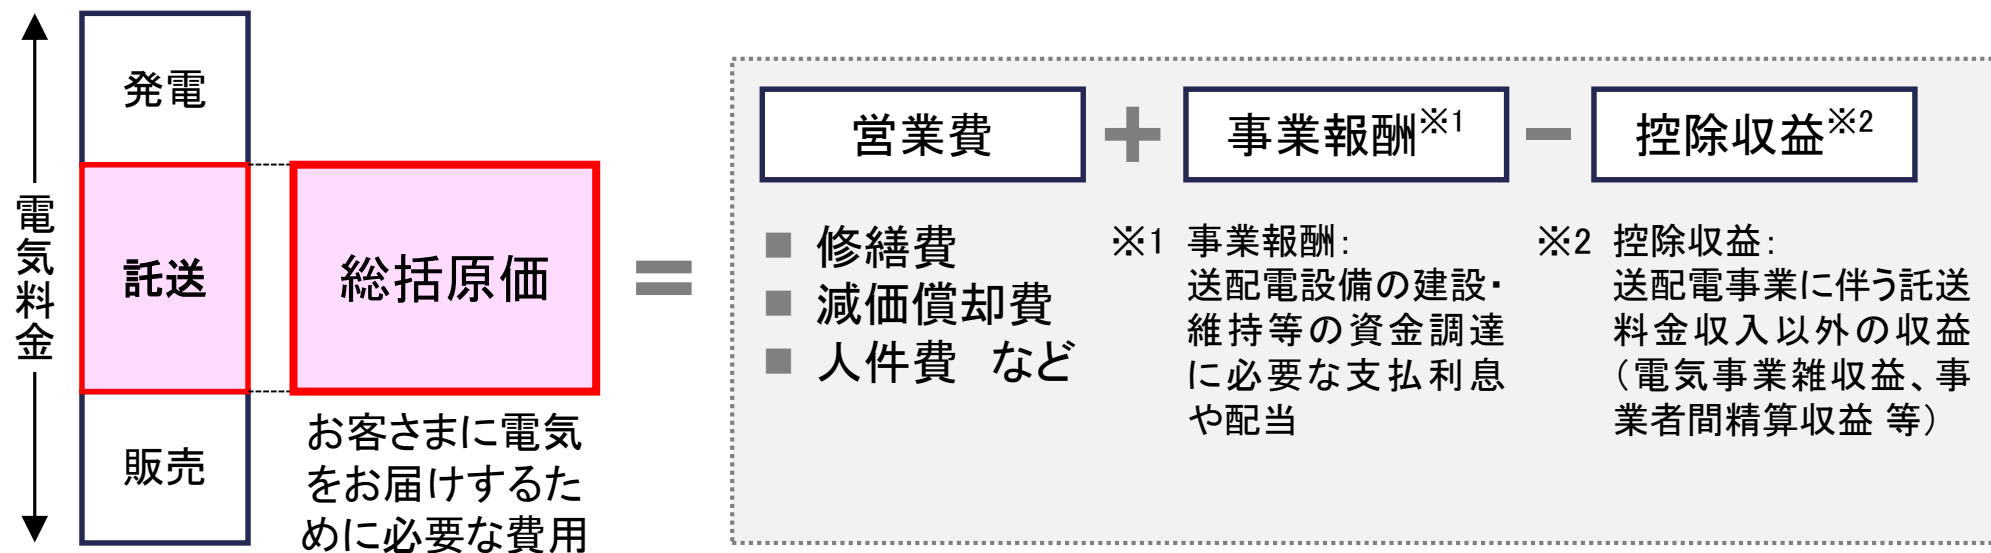 電気料金
発電
託送
販売
総括原価
お客さまに電気
をお届けするた
めに必要な費用
=
営業費
+
事業報酬※1
−
控除収益※2
■ 修繕費
■ 減価償却費
■ 人件費 など
※1 事業報酬:
送配電設備の建設・
維持等の資金調達
に必要な支払利息
や配当
※2 控除収益:
送配電事業に伴う託送
料金収入以外の収益
(電気事業雑収益、事
業者間精算収益 等)